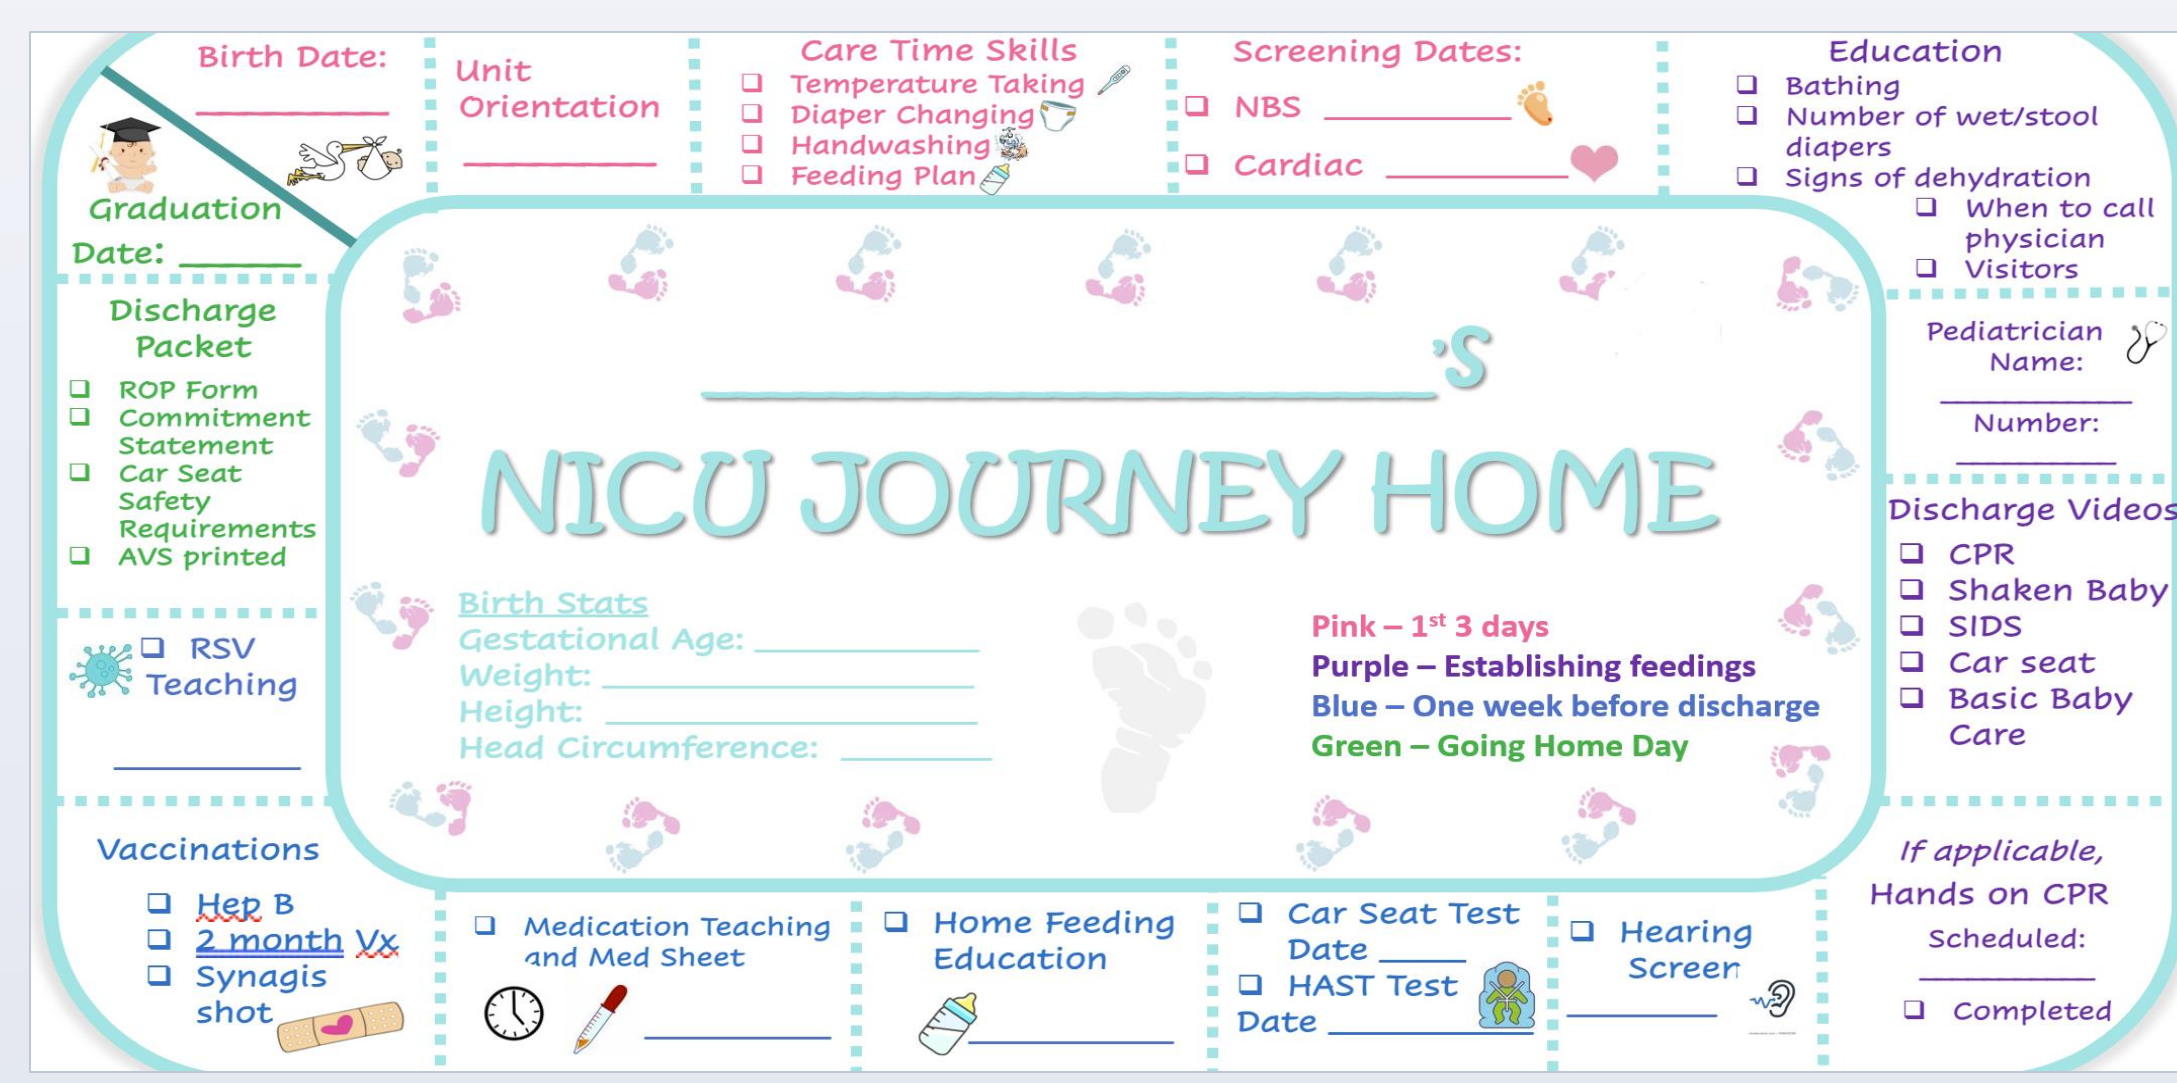 Birth Date:
Graduation
Date:
Unit
Orientation
Care Time Skills
Temperature Taking
Diaper Changing
Handwashing
Feeding Plan
Screening Dates:
NBS
Cardiac
Education
Bathing
Number of wet/stool
diapers
Signs of dehydration
When to call
physician
Visitors
Pediatrician
Name:
Number:
Discharge Videos
CPR
Shaken Baby
SIDS
Car seat
Basic Baby
Care
If applicable,
Hands on CPR
Scheduled:
Completed
Hearing
Screen
Car Seat Test
Date
HAST Test
Date
Home Feeding
Education
Medication Teaching
and Med Sheet
Vaccinations
Hep B
2 month Vx
Synagis
shot
RSV
Teaching
Discharge
Packet
ROP Form
Commitment
Statement
Car Seat
Safety
Requirements
AVS printed
's
NICU JOURNEY HOME
Birth Stats
Gestational Age:
Weight:
Height:
Head Circumference:
Pink – 1st 3 days
Purple – Establishing feedings
Blue – One week before discharge
Green – Going Home Day